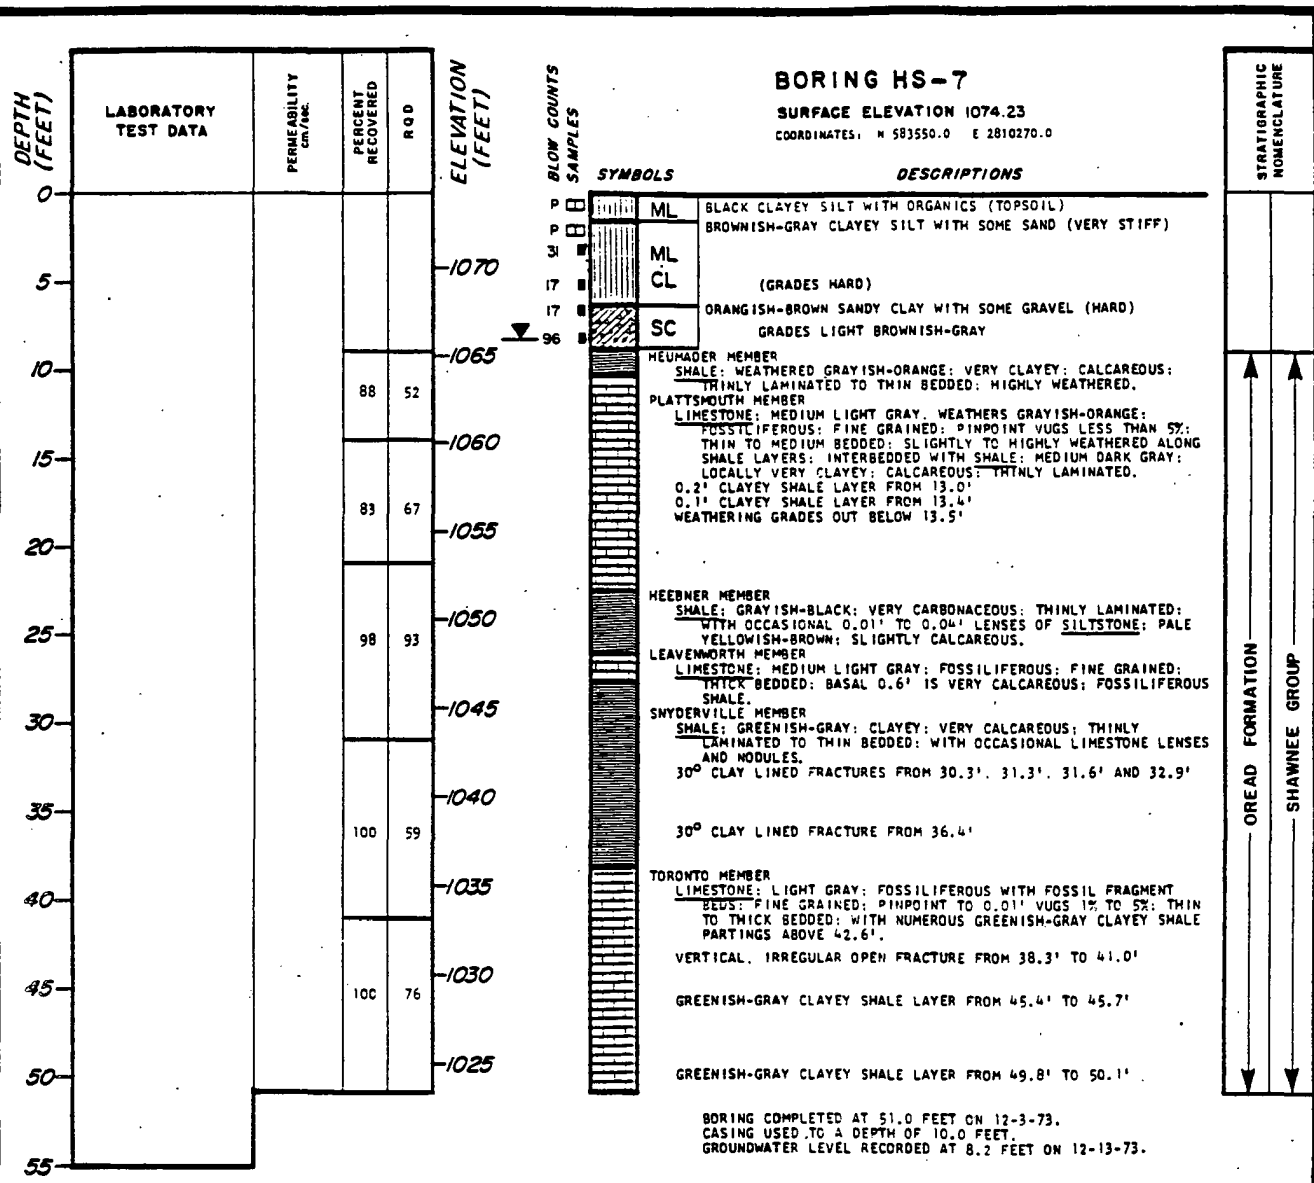 DEPTH
(FEET)
LABORATORY
TEST DATA
PERMEABILITY
cm/sec.
PERCENT
RECOVERED
RQD
ELEVATION
(FEET)
BLOW COUNTS
SAMPLES
BORING HS-7
SURFACE ELEVATION 1074.23
COORDINATES: N 583550.0 E 2810270.0
SYMBOLS
DESCRIPTIONS
STRATIGRAPHIC
NOMENCLATURE
0
5
10
15
20
25
30
35
40
45
50
55
88 52
83 67
98 93
100 59
100 76
1070
1065
1060
1055
1050
1045
1040
1035
1030
1025
P
P
31
17
17
96
ML
ML
CL
SC
BLACK CLAYEY SILT WITH ORGANICS (TOPSOIL)
BROWNISH-GRAY CLAYEY SILT WITH SOME SAND (VERY STIFF)
(GRADES HARD)
ORANGISH-BROWN SANDY CLAY WITH SOME GRAVEL (HARD)
GRADES LIGHT BROWNISH-GRAY
HEUMADER MEMBER
SHALE: WEATHERED GRAYISH-ORANGE: VERY CLAYEY: CALCAREOUS:
THINLY LAMINATED TO THIN BEDDED: HIGHLY WEATHERED.
PLATTSMOUTH MEMBER
LIMESTONE: MEDIUM LIGHT GRAY. WEATHERS GRAYISH-ORANGE:
FOSSILIFEROUS: FINE GRAINED: PINPOINT VUGS LESS THAN 5%:
THIN TO MEDIUM BEDDED: SLIGHTLY TO HIGHLY WEATHERED ALONG
SHALE LAYERS: INTERBEDDED WITH SHALE: MEDIUM DARK GRAY:
LOCALLY VERY CLAYEY: CALCAREOUS: THINLY LAMINATED.
0.2' CLAYEY SHALE LAYER FROM 13.0'
0.1' CLAYEY SHALE LAYER FROM 13.4'
WEATHERING GRADES OUT BELOW 13.5'
HEEBNER MEMBER
SHALE: GRAYISH-BLACK: VERY CARBONACEOUS: THINLY LAMINATED:
WITH OCCASIONAL 0.01' TO 0.04' LENSES OF SILTSTONE: PALE
YELLOWISH-BROWN: SLIGHTLY CALCAREOUS.
LEAVENWORTH MEMBER
LIMESTONE: MEDIUM LIGHT GRAY: FOSSILIFEROUS: FINE GRAINED:
THICK BEDDED: BASAL 0.6' IS VERY CALCAREOUS: FOSSILIFEROUS
SHALE.
SNYDERVILLE MEMBER
SHALE: GREENISH-GRAY: CLAYEY: VERY CALCAREOUS: THINLY
LAMINATED TO THIN BEDDED: WITH OCCASIONAL LIMESTONE LENSES
AND NODULES.
30° CLAY LINED FRACTURES FROM 30.3'. 31.3'. 31.6' AND 32.9'
30° CLAY LINED FRACTURE FROM 36.4'
TORONTO MEMBER
LIMESTONE: LIGHT GRAY: FOSSILIFEROUS WITH FOSSIL FRAGMENT
BEDS: FINE GRAINED: PINPOINT TO 0.01' VUGS 1% TO 5%: THIN
TO THICK BEDDED: WITH NUMEROUS GREENISH-GRAY CLAYEY SHALE
PARTINGS ABOVE 42.6'.
VERTICAL. IRREGULAR OPEN FRACTURE FROM 38.3' TO 41.0'
GREENISH-GRAY CLAYEY SHALE LAYER FROM 45.4' TO 45.7'
GREENISH-GRAY CLAYEY SHALE LAYER FROM 49.8' TO 50.1'
BORING COMPLETED AT 51.0 FEET ON 12-3-73.
CASING USED TO A DEPTH OF 10.0 FEET.
GROUNDWATER LEVEL RECORDED AT 8.2 FEET ON 12-13-73.
OREAD FORMATION
SHAWNEE GROUP